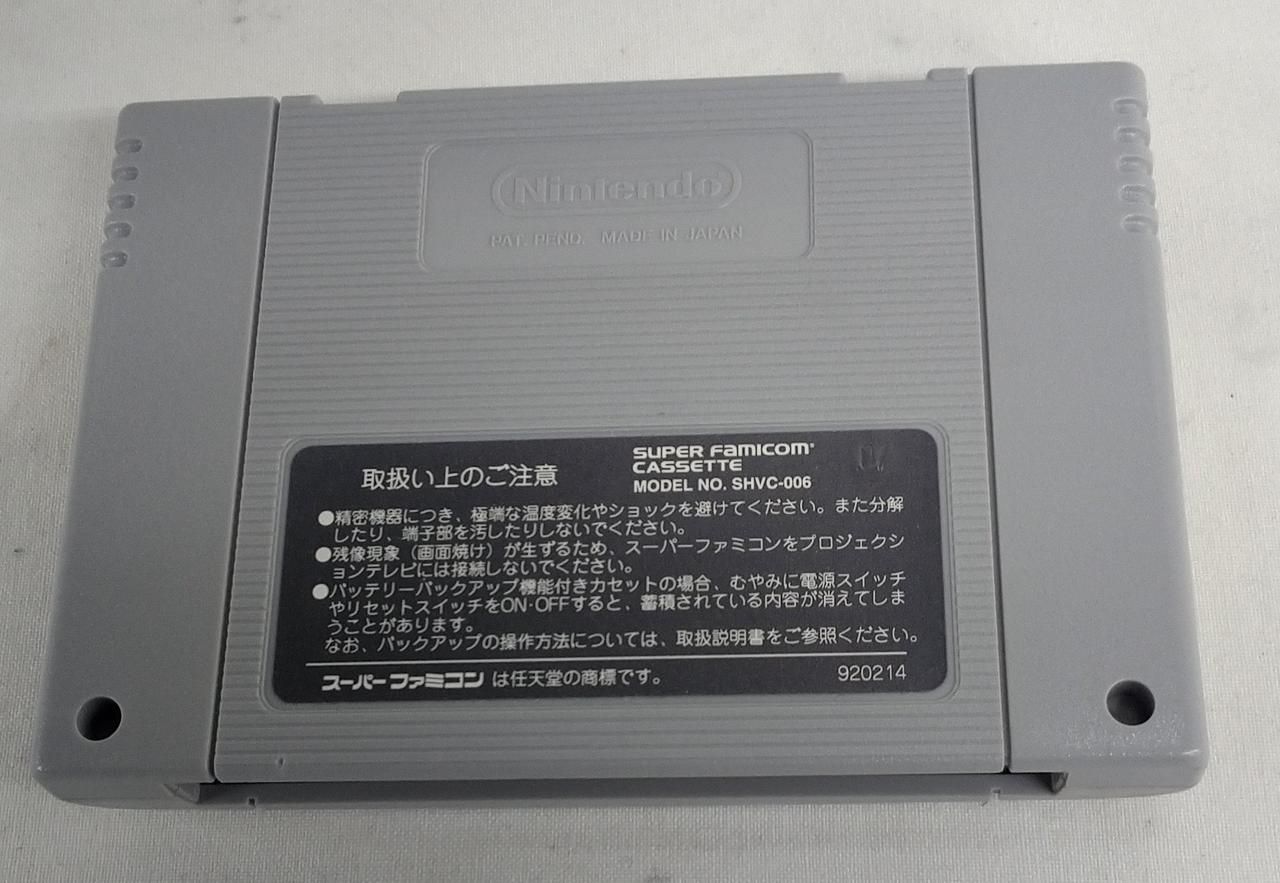 Nintendo
PAT. PEND. MADE IN JAPAN
取扱い上のご注意
SUPER FAMICOM
CASSETTE
MODEL NO. SHVC-006
●精密機器につき、極端な温度変化やショックを避けてください。また分解
したり、端子部を汚したりしないでください。
●残像現象（画面焼け）が生ずるため、スーパーファミコンをプロジェクシ
ョンテレビには接続しないでください。
●バッテリーバックアップ機能付きカセットの場合、むやみに電源スイッチ
やリセットスイッチをON·OFFすると、蓄積されている内容が消えてしま
うことがあります。
なお、バックアップの操作方法については、取扱説明書をご参照ください。
スーパーファミコン は任天堂の商標です。
920214